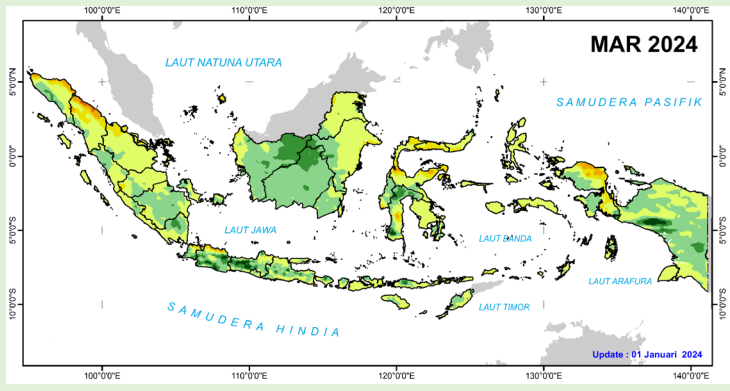 100°0'0"E 110°0'0"E 120°0'0"E 130°0'0"E 140°0'0"E
MAR 2024
LAUT NATUNA UTARA
SAMUDERA PASIFIK
5°0'0"N 5°0'0"N
0°0'0" 0°0'0"
LAUT JAWA
LAUT BANDA
5°0'0"S 5°0'0"S
LAUT ARAFURA
SAMUDERA HINDIA
LAUT TIMOR
10°0'0"S 10°0'0"S
Update : 01 Januari 2024
100°0'0"E 110°0'0"E 120°0'0"E 130°0'0"E 140°0'0"E